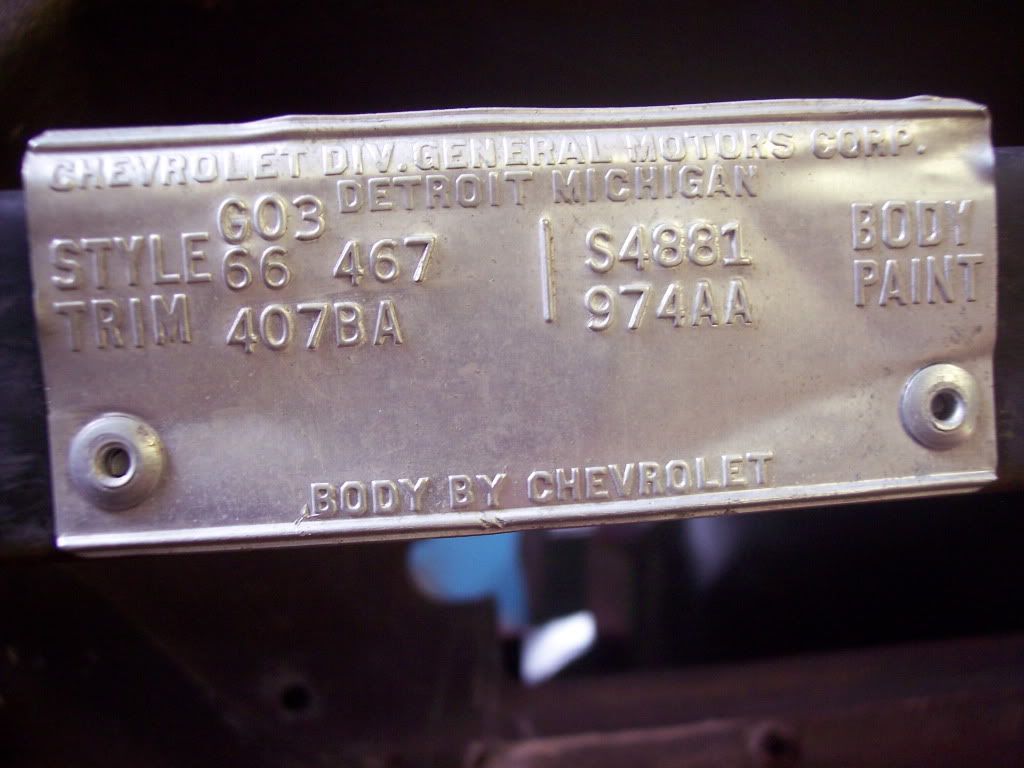 CHEVROLET DIV. GENERAL MOTORS CORP.
DETROIT MICHIGAN
G03
STYLE 66 467 | S4881 BODY
TRIM 407BA 974AA PAINT
BODY BY CHEVROLET